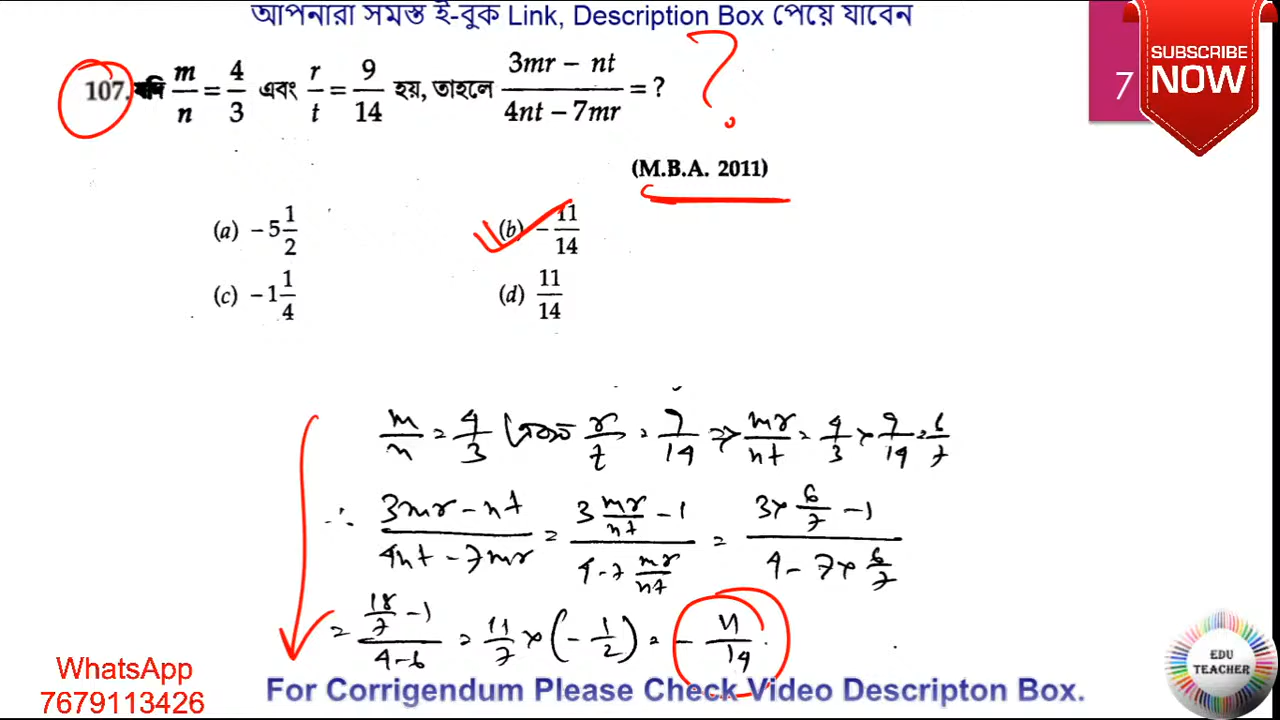 আপনারা সমস্ত ই-বুক Link, Description Box পেয়ে যাবেন
SUBSCRIBE
NOW
7
107. যদি m/n = 4/3 এবং r/t = 9/14 হয়, তাহলে (3mr − nt)/(4nt − 7mr) = ? ?
(M.B.A. 2011)
(a) −5 1/2 (b) −11/14
(c) −1 1/4 (d) 11/14
m/n = 4/3 এবং r/t = 9/14 ⇒ mr/nt = 4/3 × 9/14 = 6/7
∴ (3mr − nt)/(4nt − 7mr) = (3 mr/nt − 1)/(4 − 7 mr/nt) = (3 × 6/7 − 1)/(4 − 7 × 6/7)
= (18/7 − 1)/(4 − 6) = 11/7 × (−1/2) = −11/14
EDU
TEACHER
WhatsApp
7679113426
For Corrigendum Please Check Video Descripton Box.